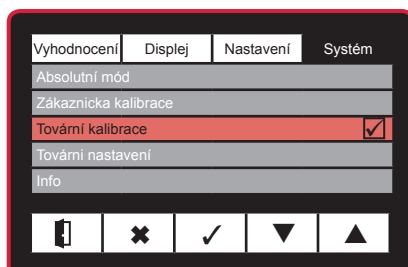 Vyhodnocení Displej Nastavení Systém
Absolutní mód
Zákaznicka kalibrace
Tovární kalibrace
Továrni nastavení
Info